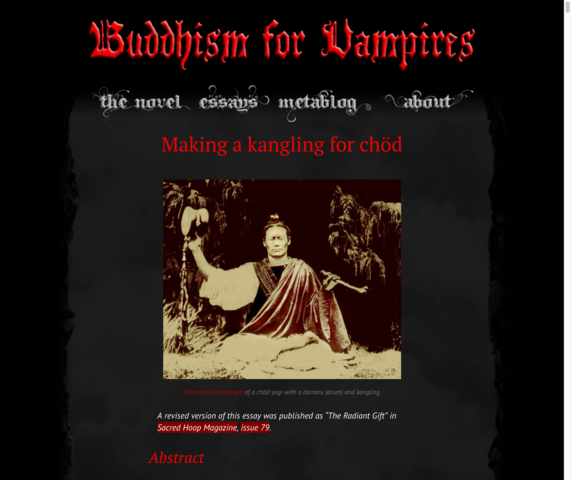 Buddhism for Vampires
the novel essays metablog about
Making a kangling for chöd
Historical photograph of a chöd yogi with a damaru (drum) and kangling
A revised version of this essay was published as “The Radiant Gift” in
Sacred Hoop Magazine, issue 79.
Abstract